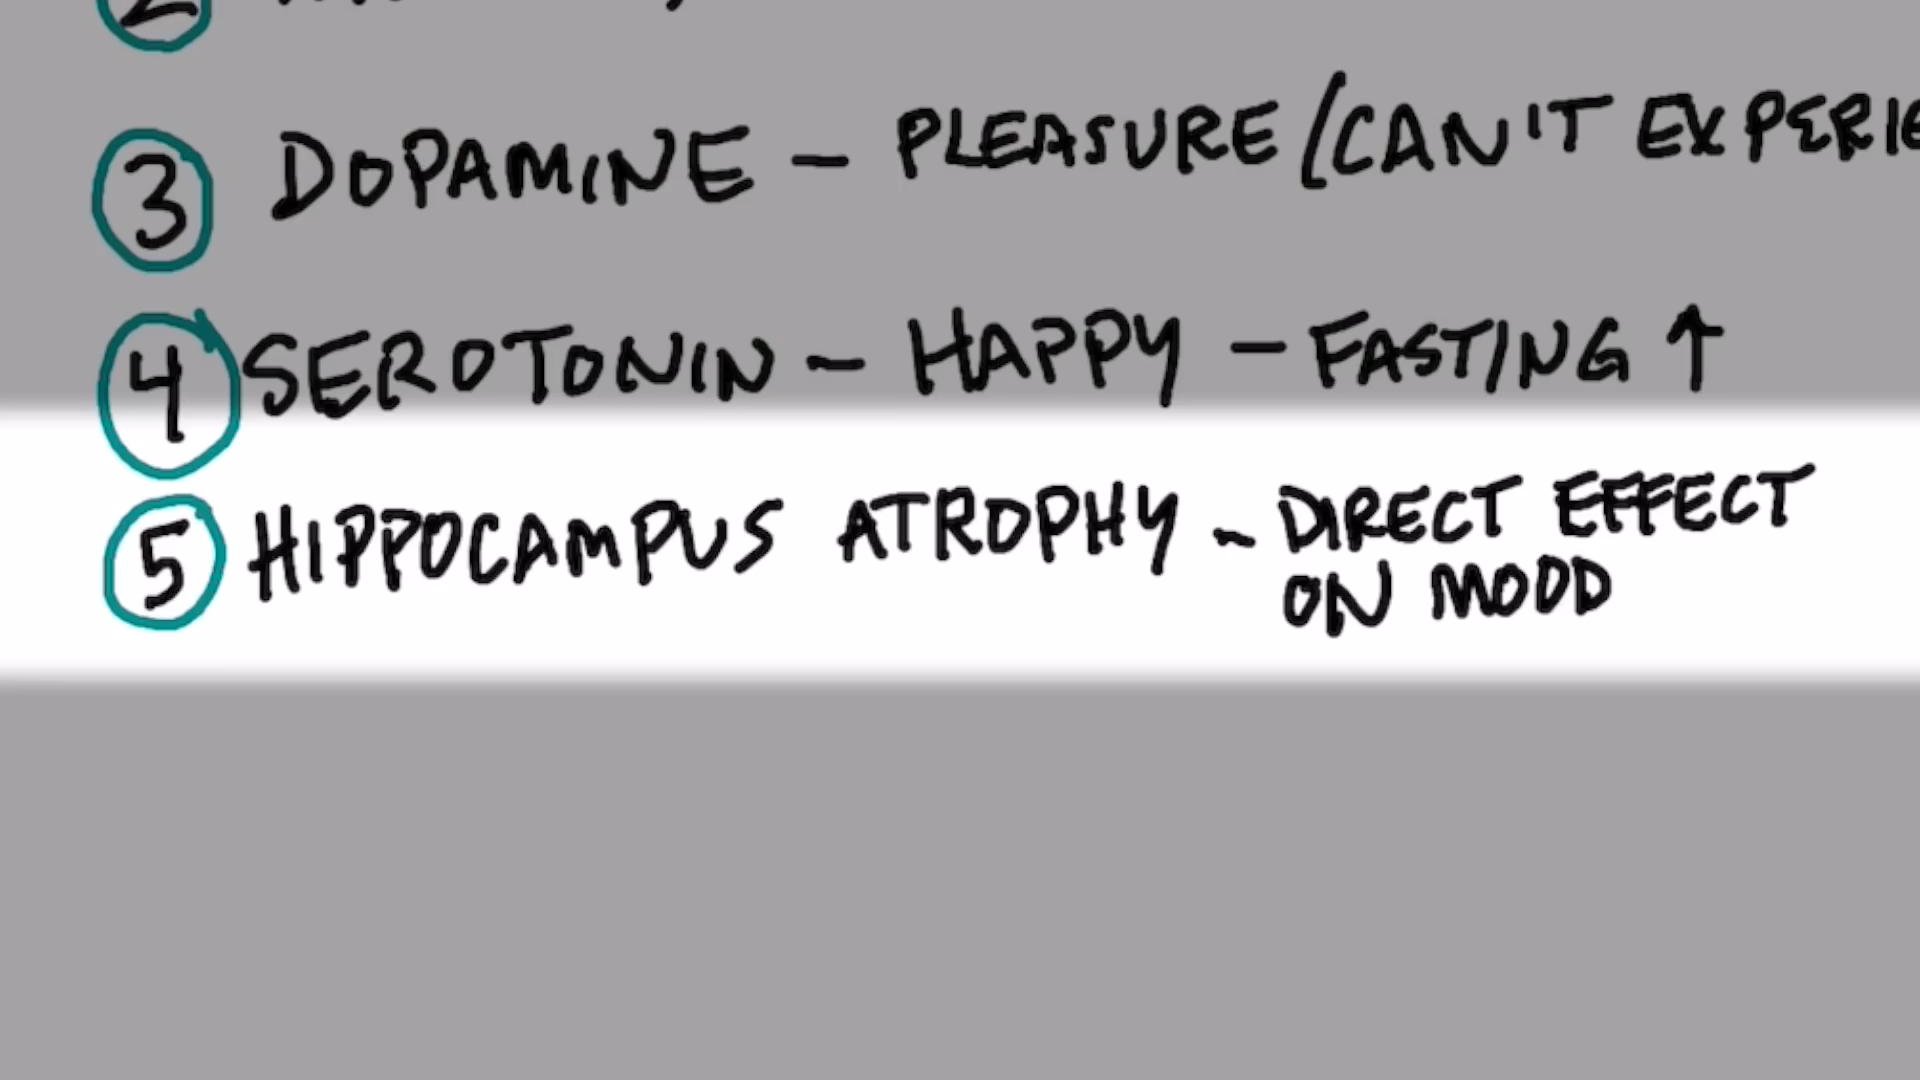 3 DOPAMINE - PLEASURE/CAN'T EXPERIE
4 SEROTONIN - HAPPY - FASTING ↑
5 HIPPOCAMPUS ATROPHY - DIRECT EFFECT
ON MOOD